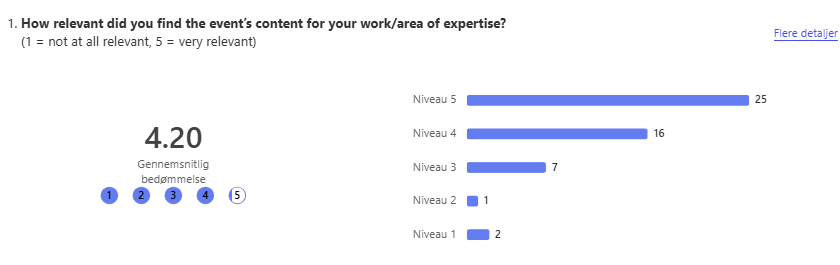 1. How relevant did you find the event's content for your work/area of expertise?
(1 = not at all relevant, 5 = very relevant)
Flere detaljer
4.20
Gennemsnitlig
bedømmelse
1 2 3 4 5
Niveau 5 25
Niveau 4 16
Niveau 3 7
Niveau 2 1
Niveau 1 2